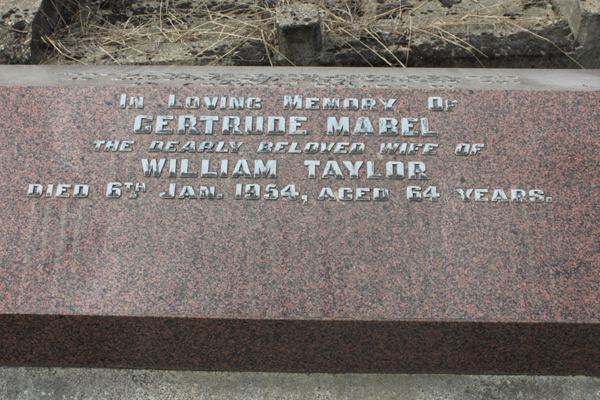 In Loving Memory Of
GERTRUDE MABEL
THE DEARLY BELOVED WIFE OF
WILLIAM TAYLOR
DIED 6TH JAN. 1954, AGED 64 YEARS.